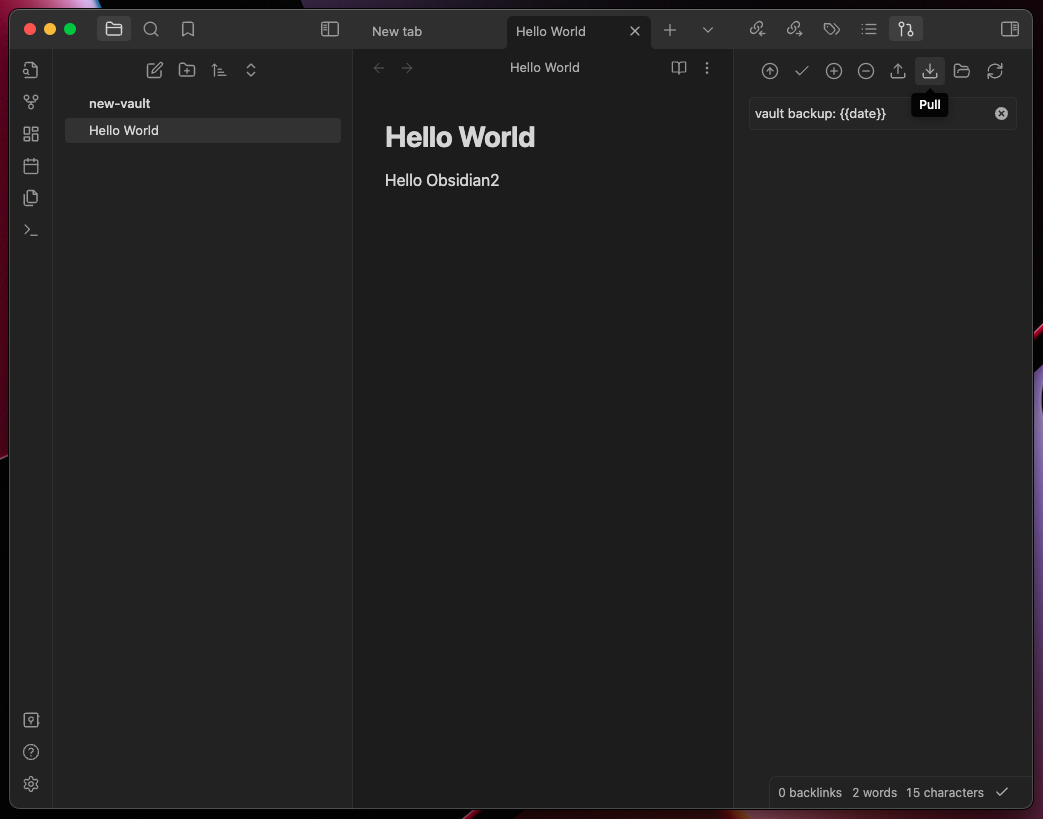 New tab
Hello World
Hello World
Pull
new-vault
Hello World
vault backup: {{date}}
Hello World
Hello Obsidian2
0 backlinks 2 words 15 characters